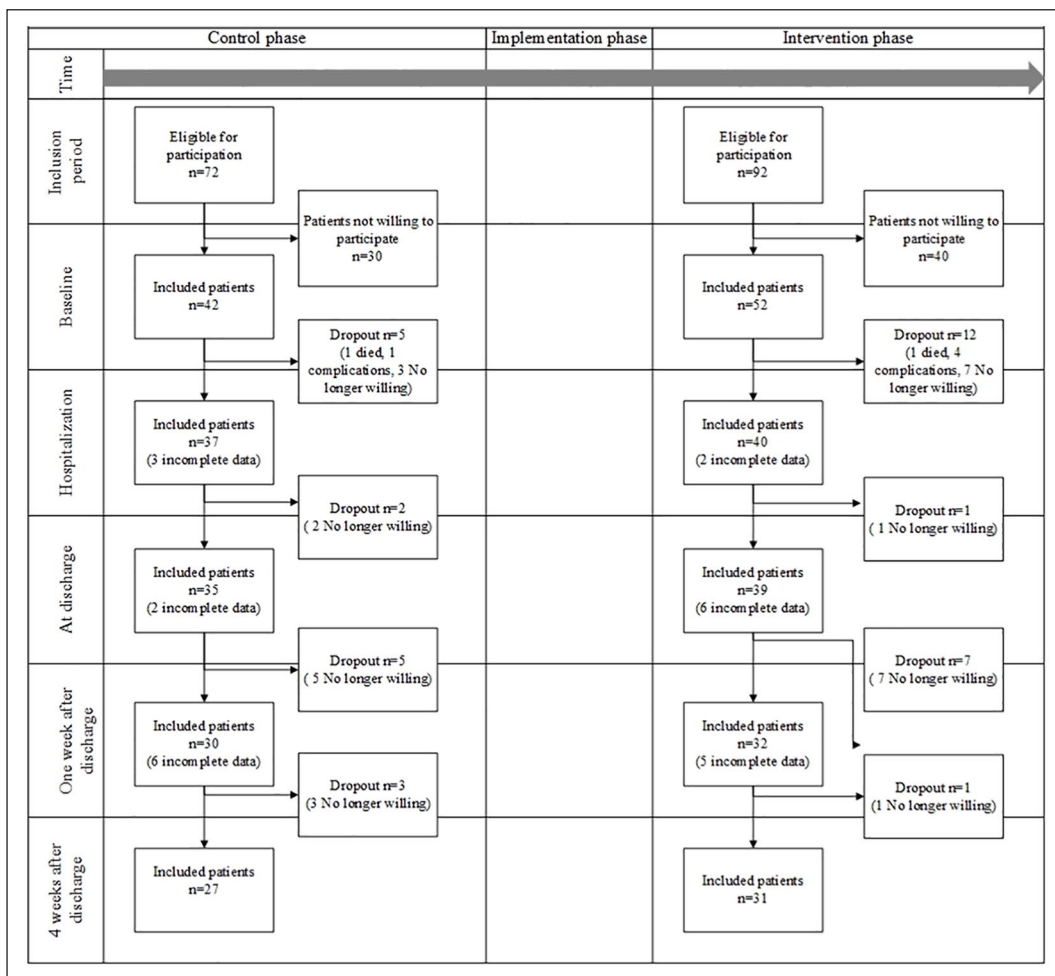 Control phase
Implementation phase
Intervention phase
Time
Inclusion
period
Eligible for
participation
n=72
Eligible for
participation
n=92
Patients not willing to
participate
n=30
Patients not willing to
participate
n=40
Baseline
Included patients
n=42
Included patients
n=52
Dropout n=5
(1 died, 1
complications, 3 No
longer willing)
Dropout n=12
(1 died, 4
complications, 7 No
longer willing)
Hospitalization
Included patients
n=37
(3 incomplete data)
Included patients
n=40
(2 incomplete data)
Dropout n=2
( 2 No longer willing)
Dropout n=1
( 1 No longer willing)
At discharge
Included patients
n=35
(2 incomplete data)
Included patients
n=39
(6 incomplete data)
Dropout n=5
( 5 No longer willing)
Dropout n=7
( 7 No longer willing)
One week after
discharge
Included patients
n=30
(6 incomplete data)
Included patients
n=32
(5 incomplete data)
Dropout n=3
(3 No longer willing)
Dropout n=1
(1 No longer willing)
4 weeks after
discharge
Included patients
n=27
Included patients
n=31